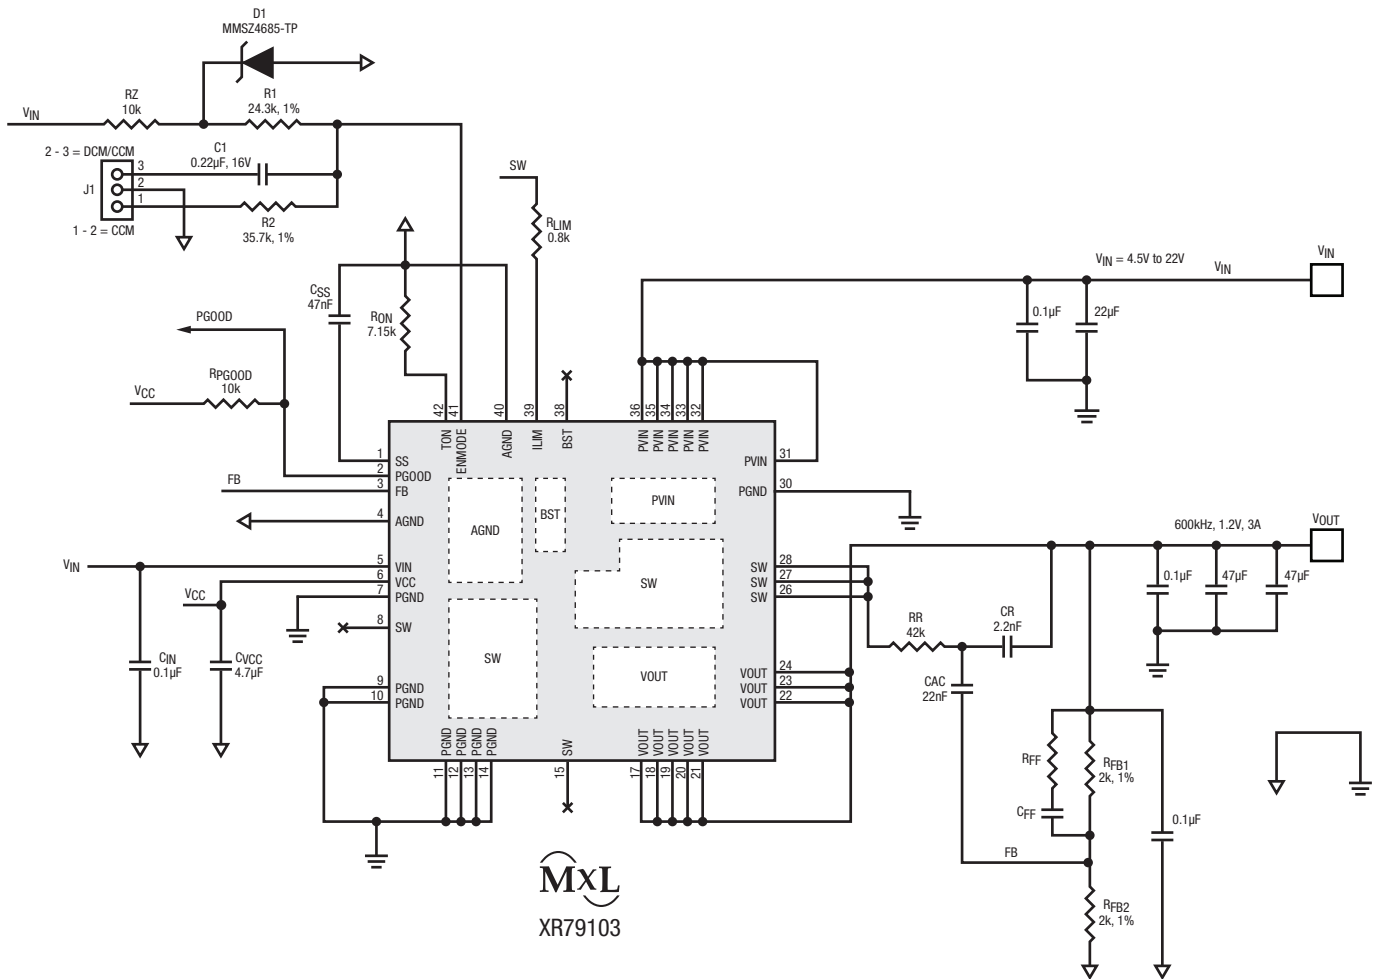 D1
MMSZ4685-TP
RZ
10k
R1
24.3k, 1%
VIN
2 - 3 = DCM/CCM
C1
0.22µF, 16V
J1
3
2
1
1 - 2 = CCM
R2
35.7k, 1%
SW
RLIM
0.8k
CSS
47nF
RON
7.15k
PGOOD
RPGOOD
10k
VCC
VIN = 4.5V to 22V
VIN
VIN
0.1µF
22µF
42
41
40
39
38
36
35
34
33
32
TON
ENMODE
AGND
ILIM
BST
PVIN
PVIN
PVIN
PVIN
PVIN
1
SS
2
PGOOD
FB
3
FB
4
AGND
VIN
5
VIN
6
VCC
VCC
7
PGND
8
SW
CIN
0.1µF
CVCC
4.7µF
9
PGND
10
PGND
AGND
BST
PVIN
SW
SW
VOUT
PVIN
31
PGND
30
SW
28
SW
27
SW
26
VOUT
24
VOUT
23
VOUT
22
PGND
PGND
PGND
PGND
SW
VOUT
VOUT
VOUT
VOUT
VOUT
11
12
13
14
15
17
18
19
20
21
600kHz, 1.2V, 3A
VOUT
0.1µF
47µF
47µF
RR
42k
CR
2.2nF
CAC
22nF
RFF
RFB1
2k, 1%
CFF
0.1µF
FB
RFB2
2k, 1%
MxL
XR79103